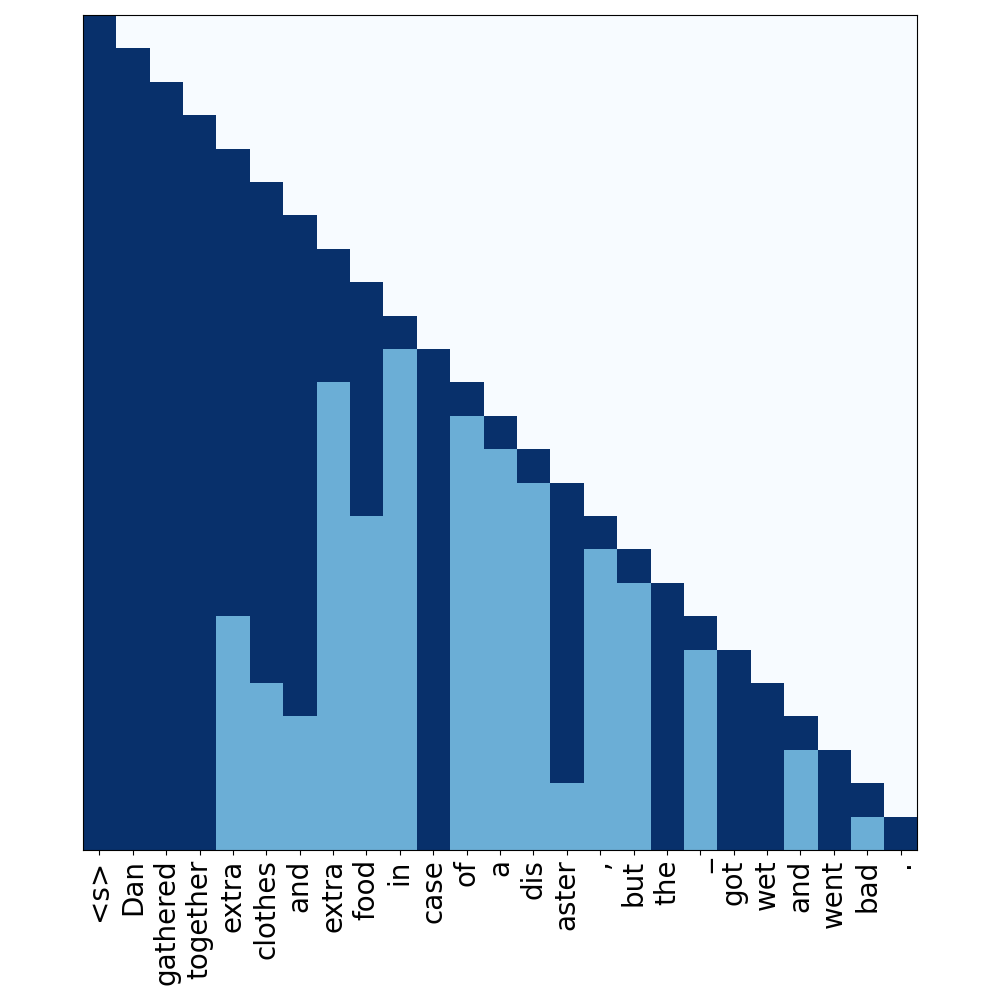 <s>
Dan
gathered
together
extra
clothes
and
extra
food
in
case
of
a
dis
aster
,
but
the
_
got
wet
and
went
bad
.